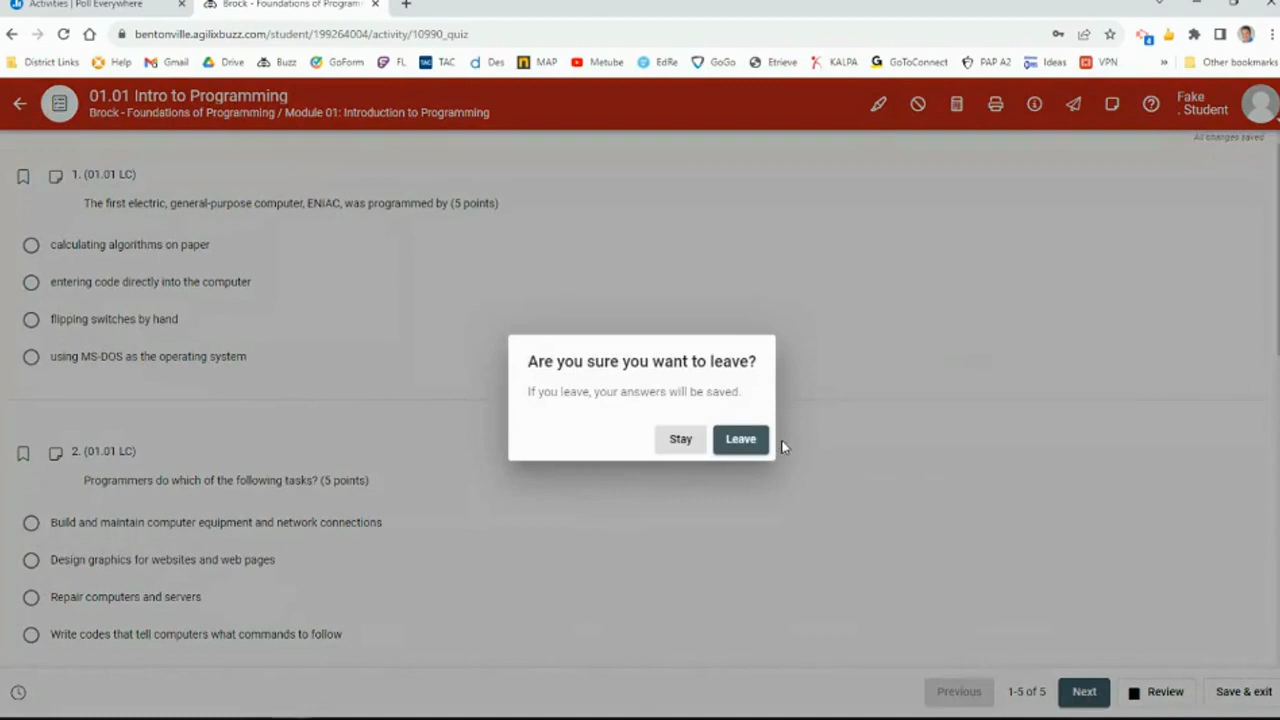 Activities | Poll Everywhere
Brock - Foundations of Program
bentonville.agilixbuzz.com/student/199264004/activity/10990_quiz
District Links Help Gmail Drive Buzz GoForm FL TAC Des MAP Metube EdRe GoGo Etrieve KALPA GoToConnect PAP A2 Ideas VPN » Other bookmarks
01.01 Intro to Programming
Brock - Foundations of Programming / Module 01: Introduction to Programming
Fake
. Student
All changes saved
1. (01.01 LC)
The first electric, general-purpose computer, ENIAC, was programmed by (5 points)
calculating algorithms on paper
entering code directly into the computer
flipping switches by hand
using MS-DOS as the operating system
Are you sure you want to leave?
If you leave, your answers will be saved.
Stay Leave
2. (01.01 LC)
Programmers do which of the following tasks? (5 points)
Build and maintain computer equipment and network connections
Design graphics for websites and web pages
Repair computers and servers
Write codes that tell computers what commands to follow
Previous 1-5 of 5 Next Review Save & exit